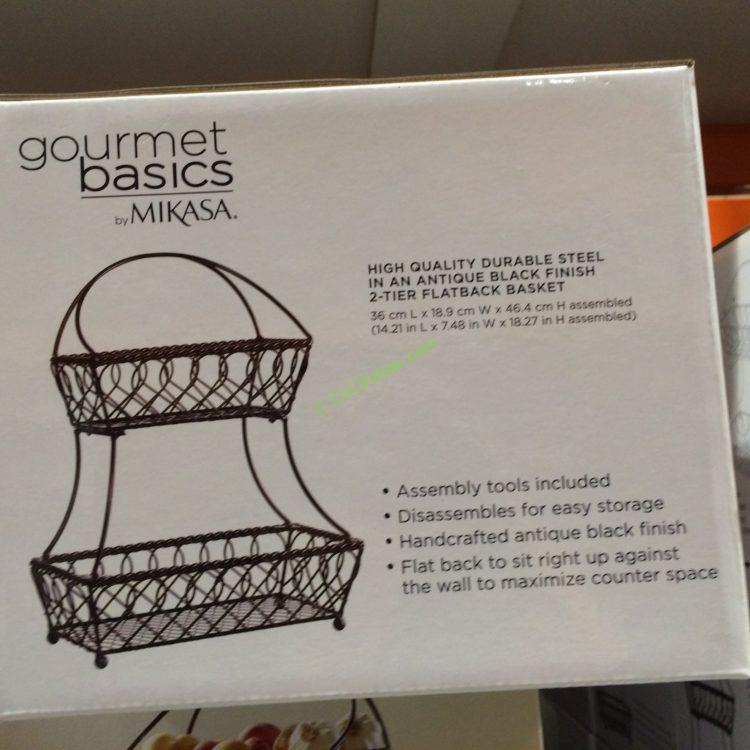 gourmet
basics
by MIKASA.
HIGH QUALITY DURABLE STEEL
IN AN ANTIQUE BLACK FINISH
2-TIER FLATBACK BASKET
36 cm L x 18.9 cm W x 46.4 cm H assembled
(14.21 in L x 7.48 in W x 18.27 in H assembled)
• Assembly tools included
• Disassembles for easy storage
• Handcrafted antique black finish
• Flat back to sit right up against
the wall to maximize counter space